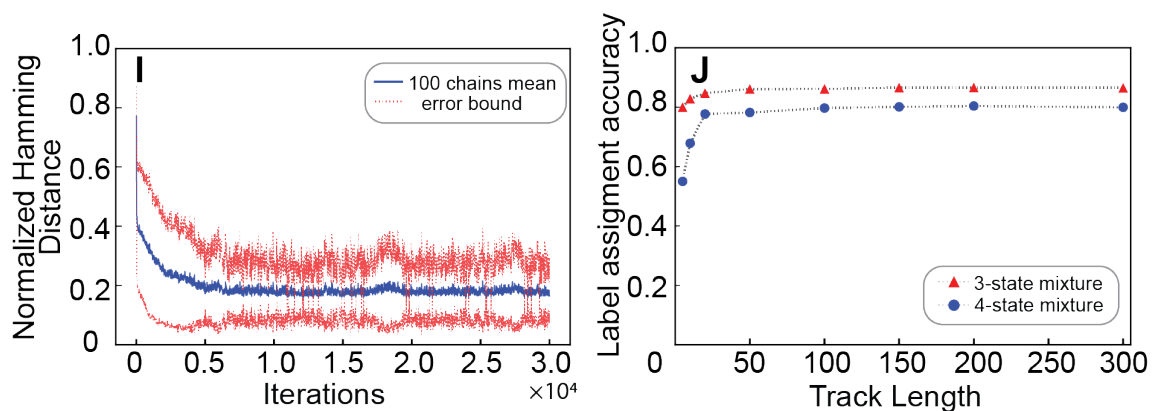 I
1.0
0.8
0.6
0.4
0.2
0
Normalized Hamming
Distance
100 chains mean
error bound
0 0.5 1.0 1.5 2.0 2.5 3.0
×10⁴
Iterations
J
1.0
0.8
0.6
0.4
0.2
Label assigment accuracy
3-state mixture
4-state mixture
0 50 100 150 200 250 300
Track Length